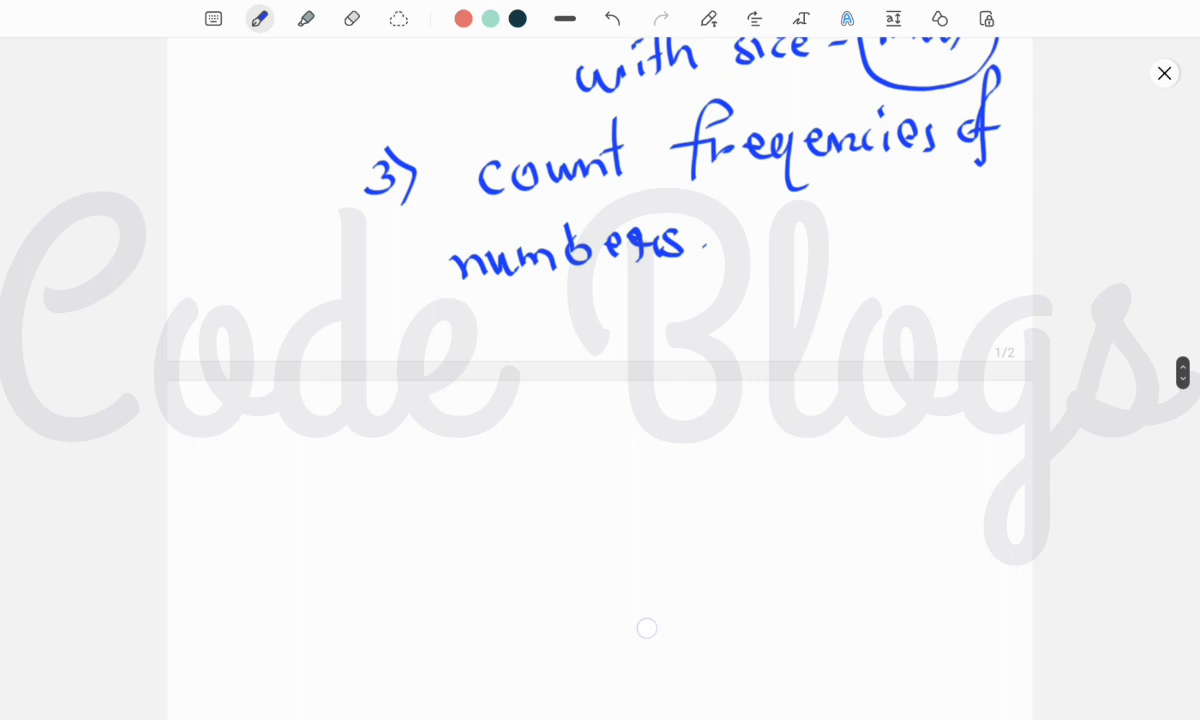 with size -
3) count freqencies of
numbers.
1/2
Code Blogs